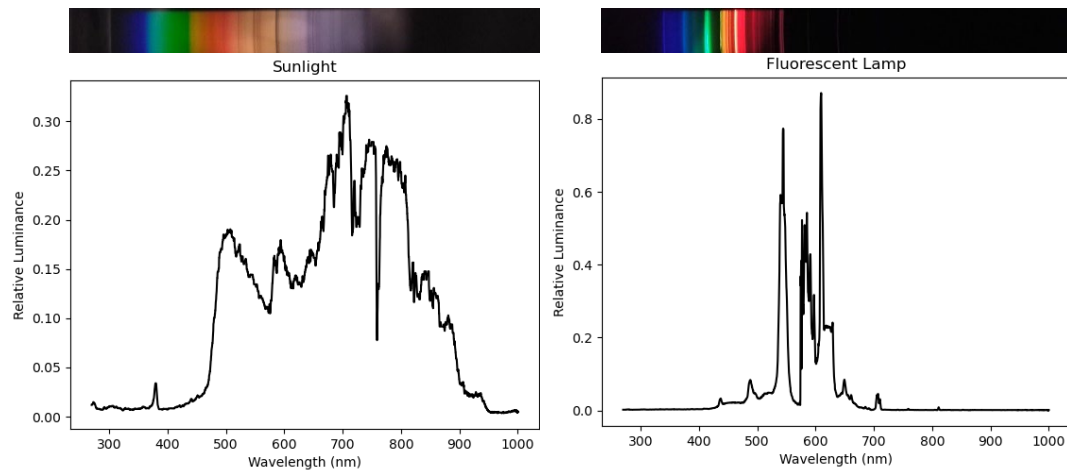 Sunlight
Relative Luminance
0.30
0.25
0.20
0.15
0.10
0.05
0.00
300 400 500 600 700 800 900 1000
Wavelength (nm)
Fluorescent Lamp
Relative Luminance
0.8
0.6
0.4
0.2
0.0
300 400 500 600 700 800 900 1000
Wavelength (nm)